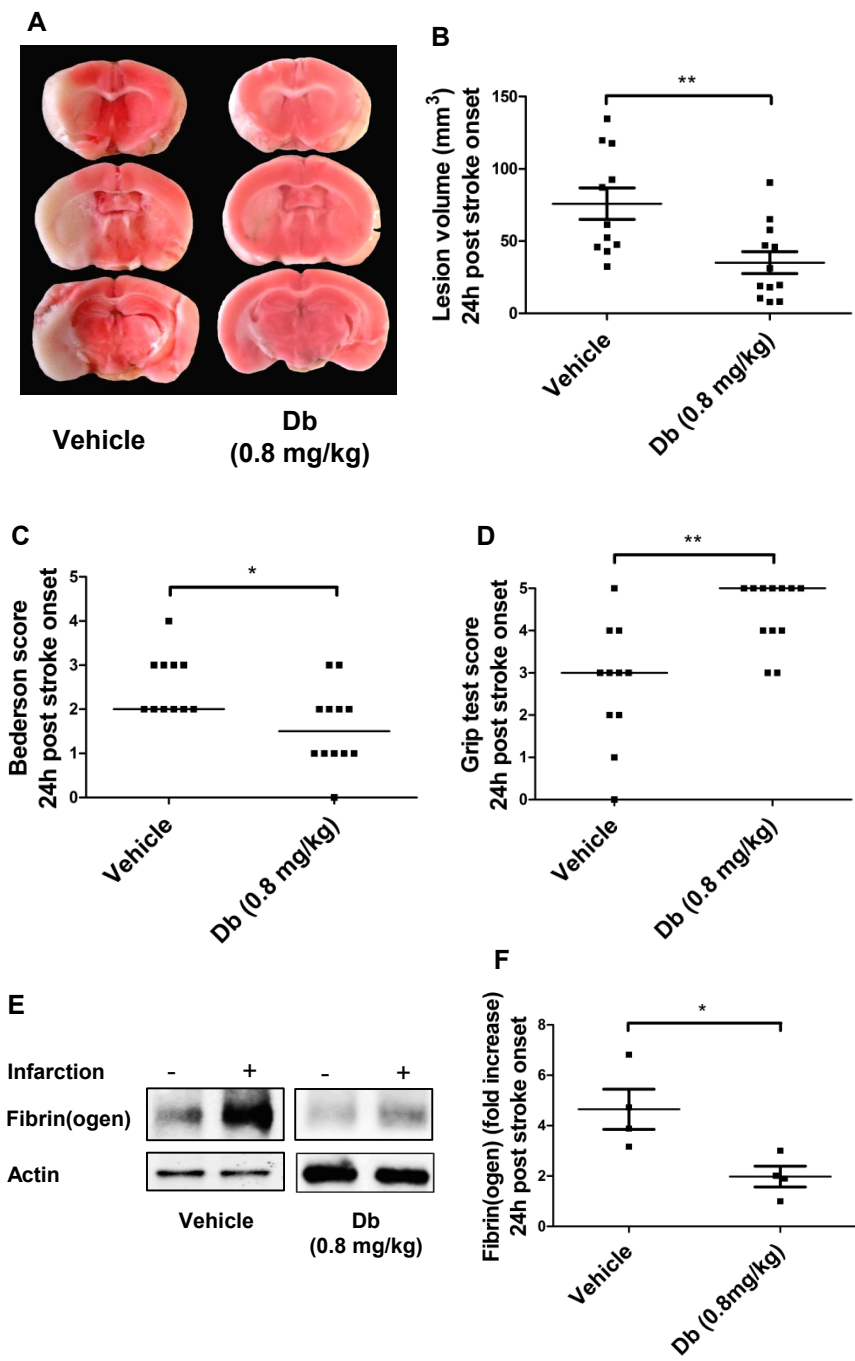 A
Vehicle
Db
(0.8 mg/kg)
B
Lesion volume (mm3)
24h post stroke onset
150
100
50
0
**
Vehicle
Db (0.8 mg/kg)
C
Bederson score
24h post stroke onset
5
4
3
2
1
0
*
Vehicle
Db (0.8 mg/kg)
D
Grip test score
24h post stroke onset
5
4
3
2
1
0
**
Vehicle
Db (0.8 mg/kg)
E
Infarction - + - +
Fibrin(ogen)
Actin
Vehicle
Db
(0.8 mg/kg)
F
Fibrin(ogen) (fold increase)
24h post stroke onset
8
6
4
2
0
*
Vehicle
Db (0.8mg/kg)